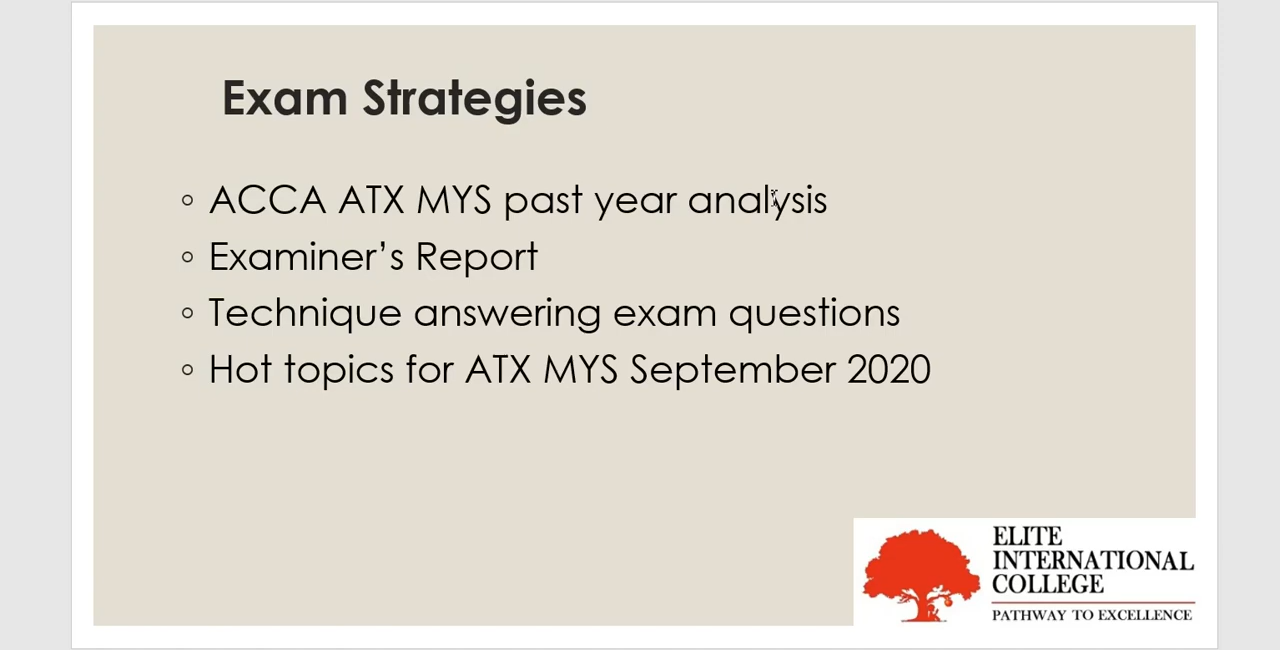 Exam Strategies
ACCA ATX MYS past year analysis
Examiner’s Report
Technique answering exam questions
Hot topics for ATX MYS September 2020
ELITE
INTERNATIONAL
COLLEGE
PATHWAY TO EXCELLENCE